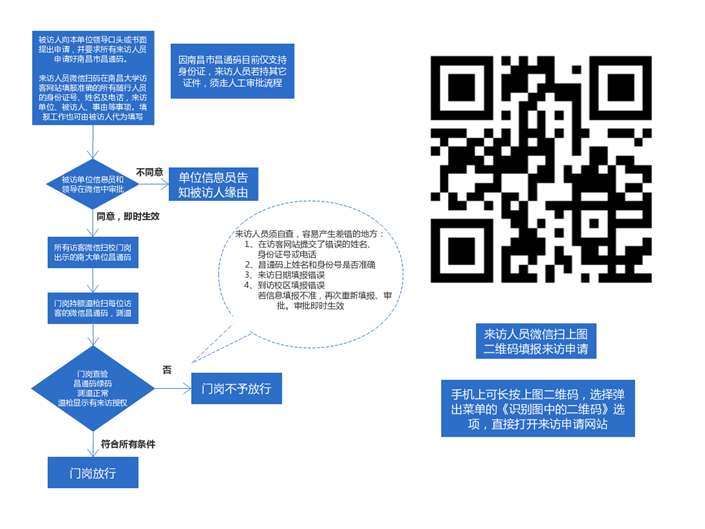 被访人向本单位领导口头或书面
提出申请，并要求所有来访人员
申请好南昌市昌通码。
来访人员微信扫码在南昌大学访
客网站填报准确的所有随行人员
的身份证号、姓名及电话，来访
单位、被访人、事由等事项。填
报工作也可由被访人代为填写
因南昌市昌通码目前仅支持
身份证，来访人员若持其它
证件，须走人工审批流程
被访单位信息员和
领导在微信中审批
不同意
单位信息员告
知被访人缘由
同意，即时生效
所有访客微信扫校门岗
出示的南大单位昌通码
门岗持额温枪扫每位访
客的微信昌通码，测温
来访人员须自查，容易产生差错的地方：
1、在访客网站提交了错误的姓名、
身份证号或电话
2、昌通码上姓名和身份号是否准确
3、来访日期填报错误
4、到访校区填报错误
若信息填报不准，再次重新填报、审
批。审批即时生效
门岗查验
昌通码绿码
测温正常
温枪显示有来访授权
否
门岗不予放行
符合所有条件
门岗放行
来访人员微信扫上图
二维码填报来访申请
手机上可长按上图二维码，选择弹
出菜单的《识别图中的二维码》选
项，直接打开来访申请网站